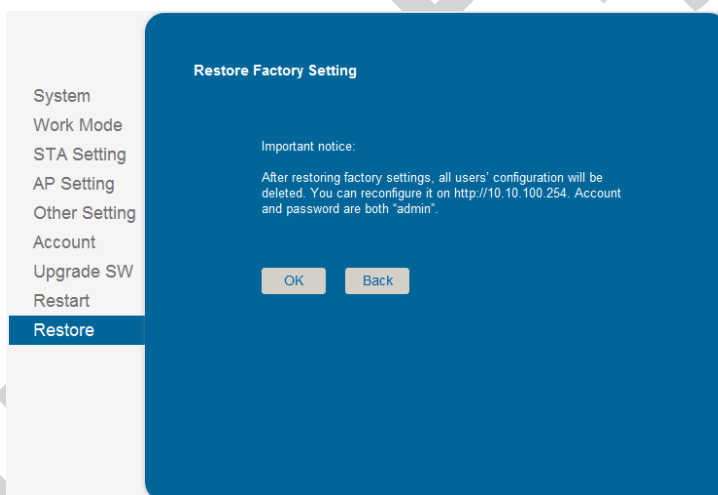 System
Work Mode
STA Setting
AP Setting
Other Setting
Account
Upgrade SW
Restart
Restore
Restore Factory Setting
Important notice:
After restoring factory settings, all users' configuration will be
deleted. You can reconfigure it on http://10.10.100.254. Account
and password are both “admin”.
OK
Back